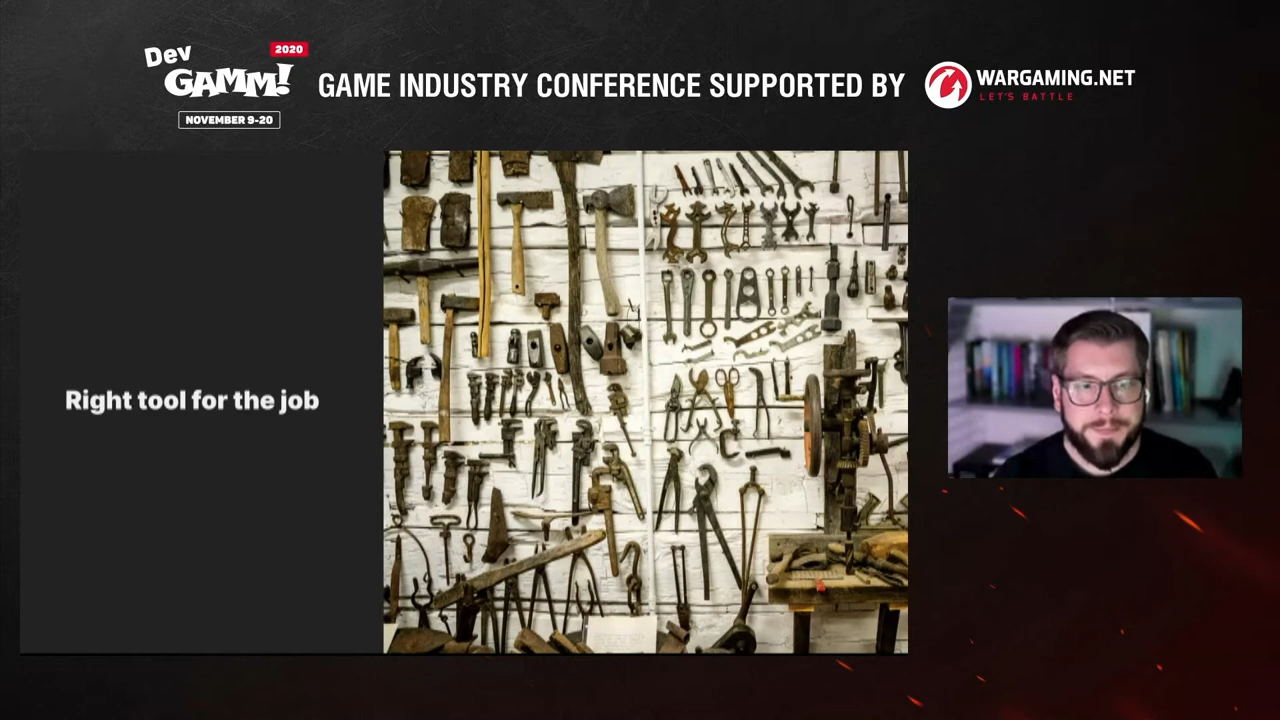 Dev
GAMM!
2020
NOVEMBER 9-20
GAME INDUSTRY CONFERENCE SUPPORTED BY
WARGAMING.NET
LET'S BATTLE
Right tool for the job